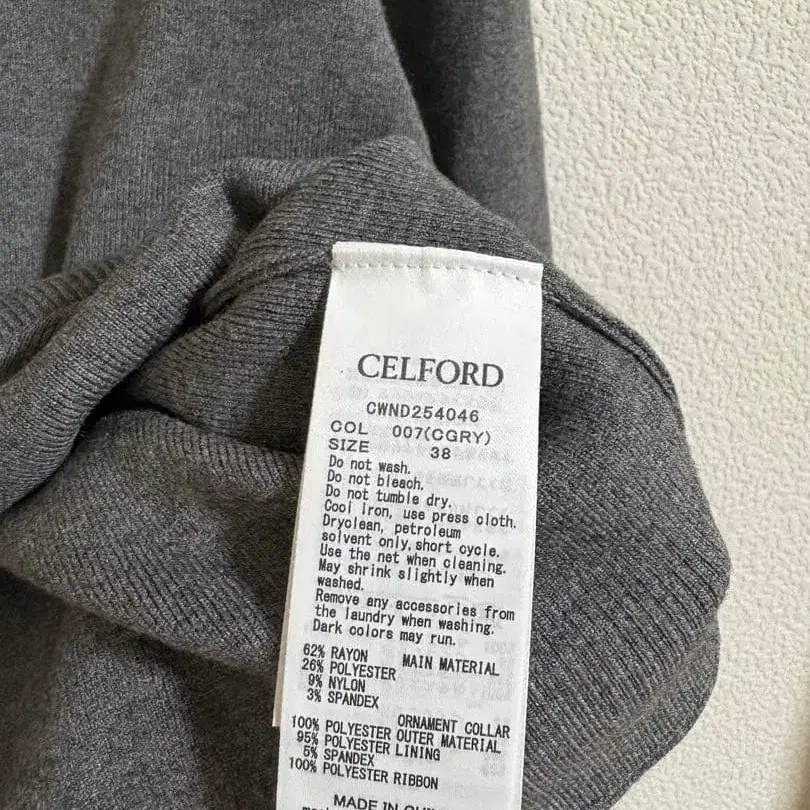 CELFORD
CWND254046
COL 007(CGRY)
SIZE 38
Do not wash.
Do not bleach.
Do not tumble dry.
Cool iron, use press cloth.
Dryclean, petroleum
solvent only, short cycle.
Use the net when cleaning.
May shrink slightly when
washed.
Remove any accessories from
the laundry when washing.
Dark colors may run.
62% RAYON MAIN MATERIAL
26% POLYESTER
9% NYLON
3% SPANDEX
ORNAMENT COLLAR
100% POLYESTER OUTER MATERIAL
95% POLYESTER LINING
5% SPANDEX
100% POLYESTER RIBBON
MADE IN